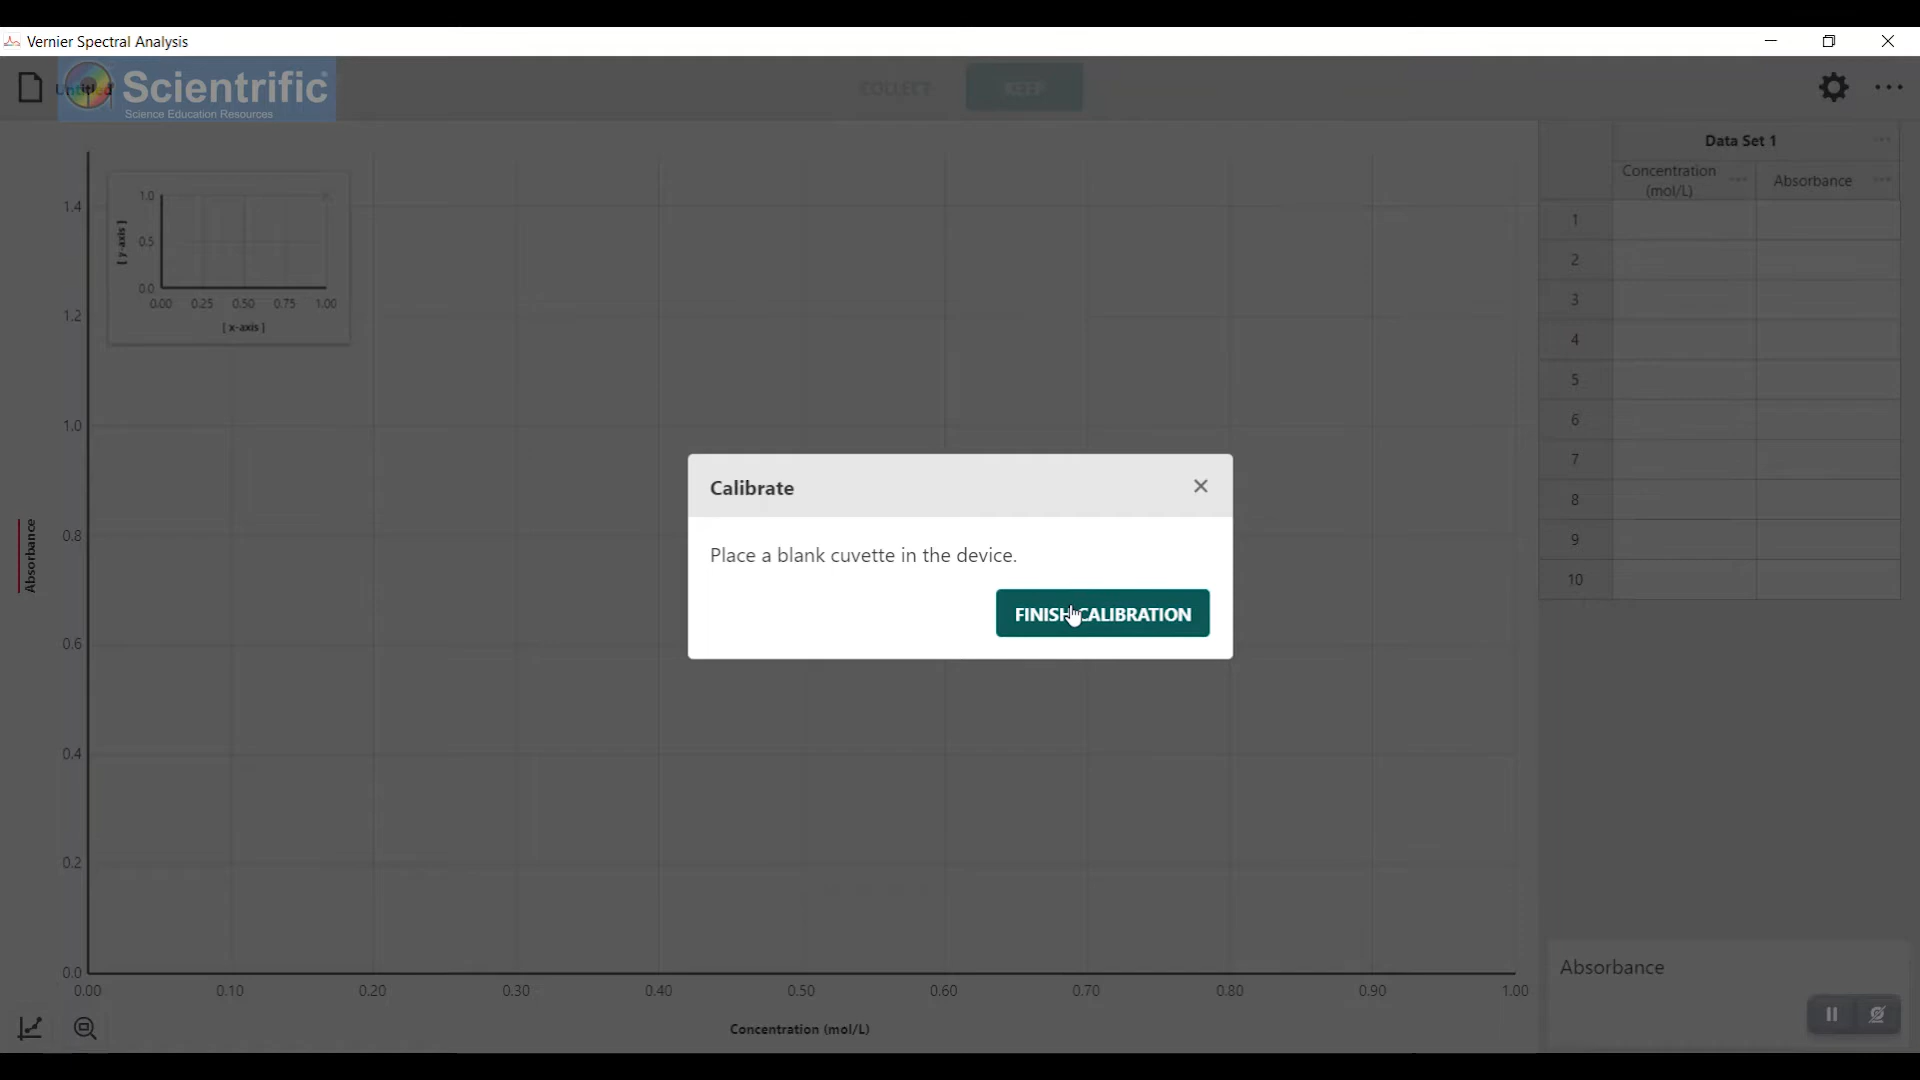 Vernier Spectral Analysis
Untitled
Scientrific
Science Education Resources
COLLECT
KEEP
Data Set 1
Concentration
(mol/L)
Absorbance
1
2
3
4
5
6
7
8
9
10
1.4
1.2
1.0
0.8
0.6
0.4
0.2
0.0
Absorbance
1.0
0.5
0.0
[ y-axis ]
0.00 0.25 0.50 0.75 1.00
[ x-axis ]
Calibrate
Place a blank cuvette in the device.
FINISH CALIBRATION
0.00 0.10 0.20 0.30 0.40 0.50 0.60 0.70 0.80 0.90 1.00
Concentration (mol/L)
Absorbance